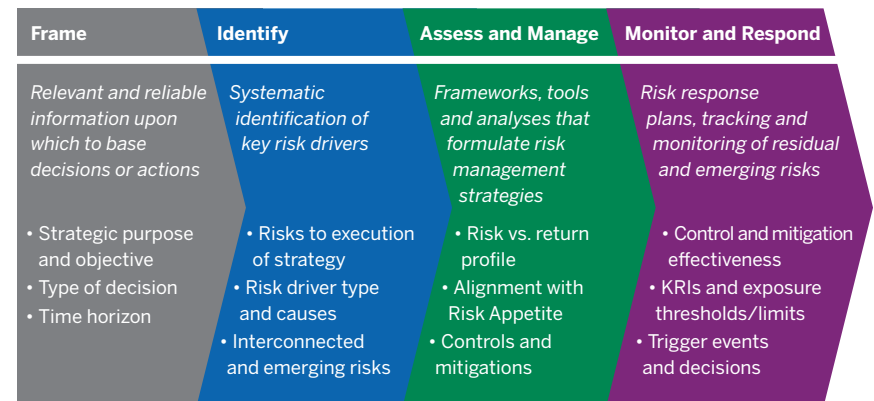 Frame
Identify
Assess and Manage
Monitor and Respond
Relevant and reliable
information upon
which to base
decisions or actions
• Strategic purpose
and objective
• Type of decision
• Time horizon
Systematic
identification of
key risk drivers
• Risks to execution
of strategy
• Risk driver type
and causes
• Interconnected
and emerging risks
Frameworks, tools
and analyses that
formulate risk
management
strategies
• Risk vs. return
profile
• Alignment with
Risk Appetite
• Controls and
mitigations
Risk response
plans, tracking and
monitoring of residual
and emerging risks
• Control and mitigation
effectiveness
• KRIs and exposure
thresholds/limits
• Trigger events
and decisions